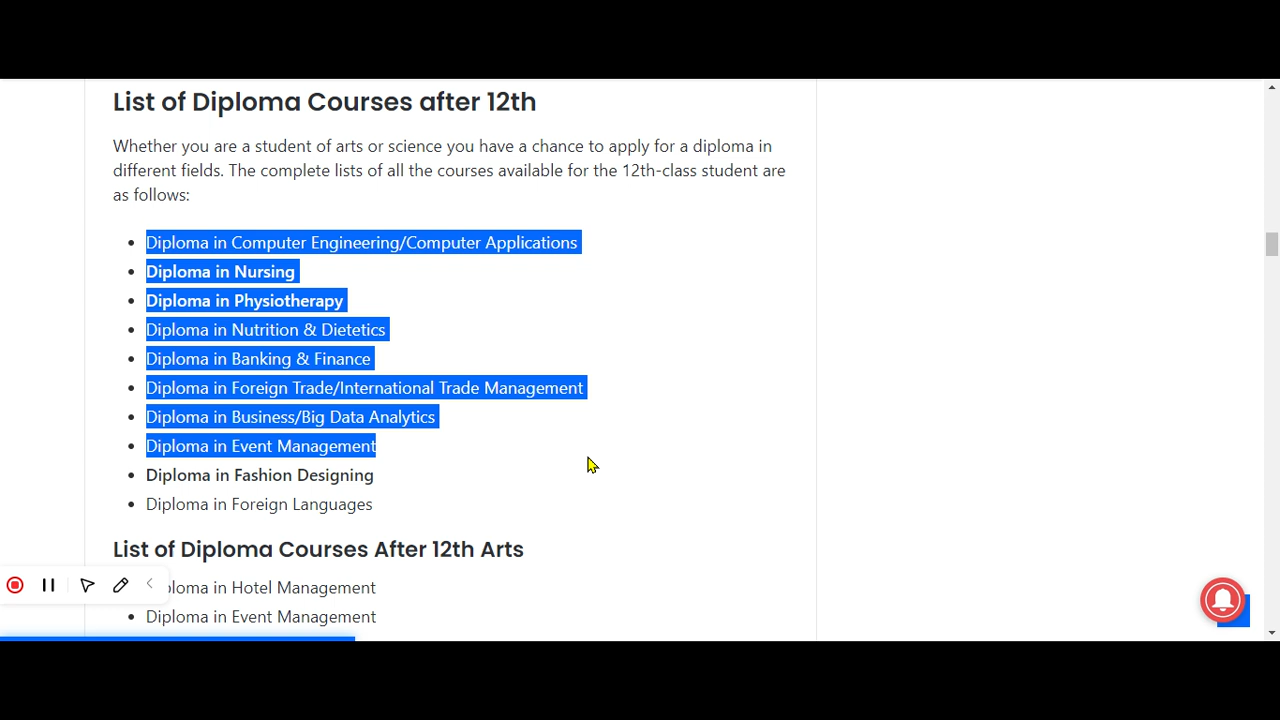 List of Diploma Courses after 12th
Whether you are a student of arts or science you have a chance to apply for a diploma in
different fields. The complete lists of all the courses available for the 12th-class student are
as follows:
Diploma in Computer Engineering/Computer Applications
Diploma in Nursing
Diploma in Physiotherapy
Diploma in Nutrition & Dietetics
Diploma in Banking & Finance
Diploma in Foreign Trade/International Trade Management
Diploma in Business/Big Data Analytics
Diploma in Event Management
Diploma in Fashion Designing
Diploma in Foreign Languages
List of Diploma Courses After 12th Arts
ploma in Hotel Management
Diploma in Event Management